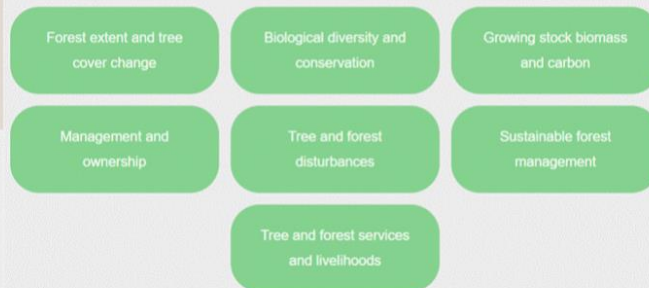 Forest extent and tree
cover change
Biological diversity and
conservation
Growing stock biomass
and carbon
Management and
ownership
Tree and forest
disturbances
Sustainable forest
management
Tree and forest services
and livelihoods